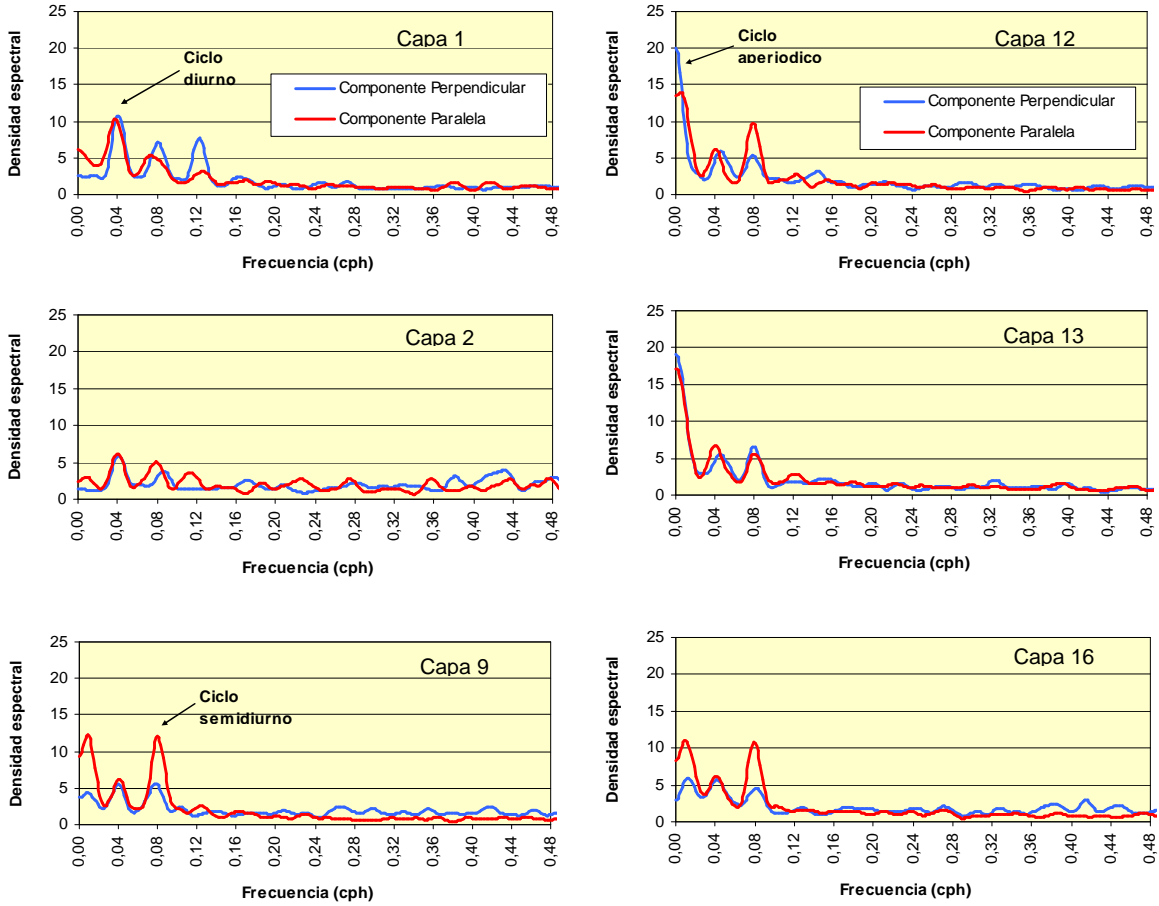 Capa 1
Ciclo
diurno
Componente Perpendicular
Componente Paralela
Densidad espectral
25
20
15
10
5
0
0,00 0,04 0,08 0,12 0,16 0,20 0,24 0,28 0,32 0,36 0,40 0,44 0,48
Frecuencia (cph)
Capa 12
Ciclo
aperiodico
Componente Perpendicular
Componente Paralela
Densidad espectral
25
20
15
10
5
0
0,00 0,04 0,08 0,12 0,16 0,20 0,24 0,28 0,32 0,36 0,40 0,44 0,48
Frecuencia (cph)
Capa 2
Densidad espectral
25
20
15
10
5
0
0,00 0,04 0,08 0,12 0,16 0,20 0,24 0,28 0,32 0,36 0,40 0,44 0,48
Frecuencia (cph)
Capa 13
Densidad espectral
25
20
15
10
5
0
0,00 0,04 0,08 0,12 0,16 0,20 0,24 0,28 0,32 0,36 0,40 0,44 0,48
Frecuencia (cph)
Capa 9
Ciclo
semidiurno
Densidad espectral
25
20
15
10
5
0
0,00 0,04 0,08 0,12 0,16 0,20 0,24 0,28 0,32 0,36 0,40 0,44 0,48
Frecuencia (cph)
Capa 16
Densidad espectral
25
20
15
10
5
0
0,00 0,04 0,08 0,12 0,16 0,20 0,24 0,28 0,32 0,36 0,40 0,44 0,48
Frecuencia (cph)